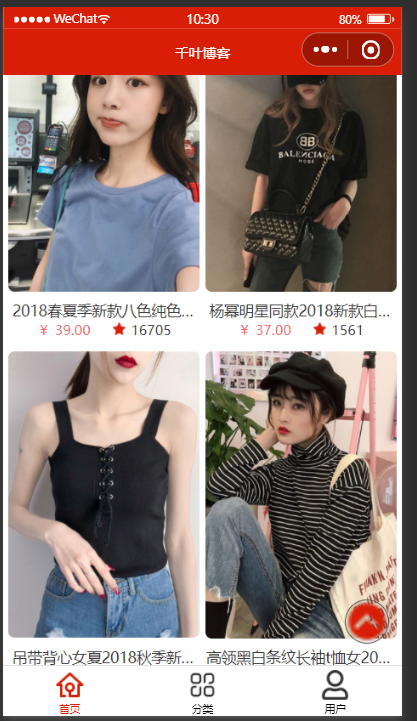 WeChat 10:30 80%
千叶博客
BALENCIAGA
2018春夏季新款八色纯色... 杨幂明星同款2018新款白...
¥ 39.00 16705 ¥ 37.00 1561
吊带背心女夏2018秋季新... 高领黑白条纹长袖t恤女20...
首页 分类 用户